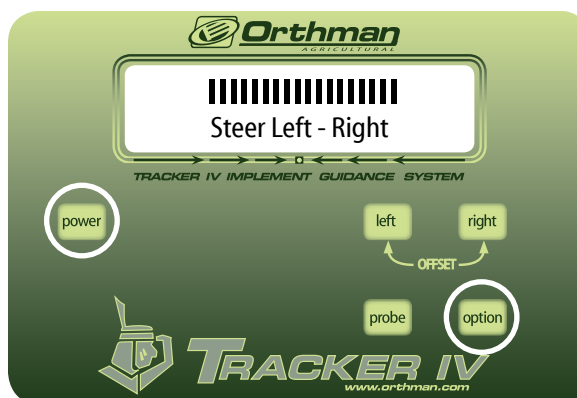 Orthman
AGRICULTURAL
Steer Left - Right
TRACKER IV IMPLEMENT GUIDANCE SYSTEM
power
left
right
OFFSET
probe
option
TRACKER IV
www.orthman.com